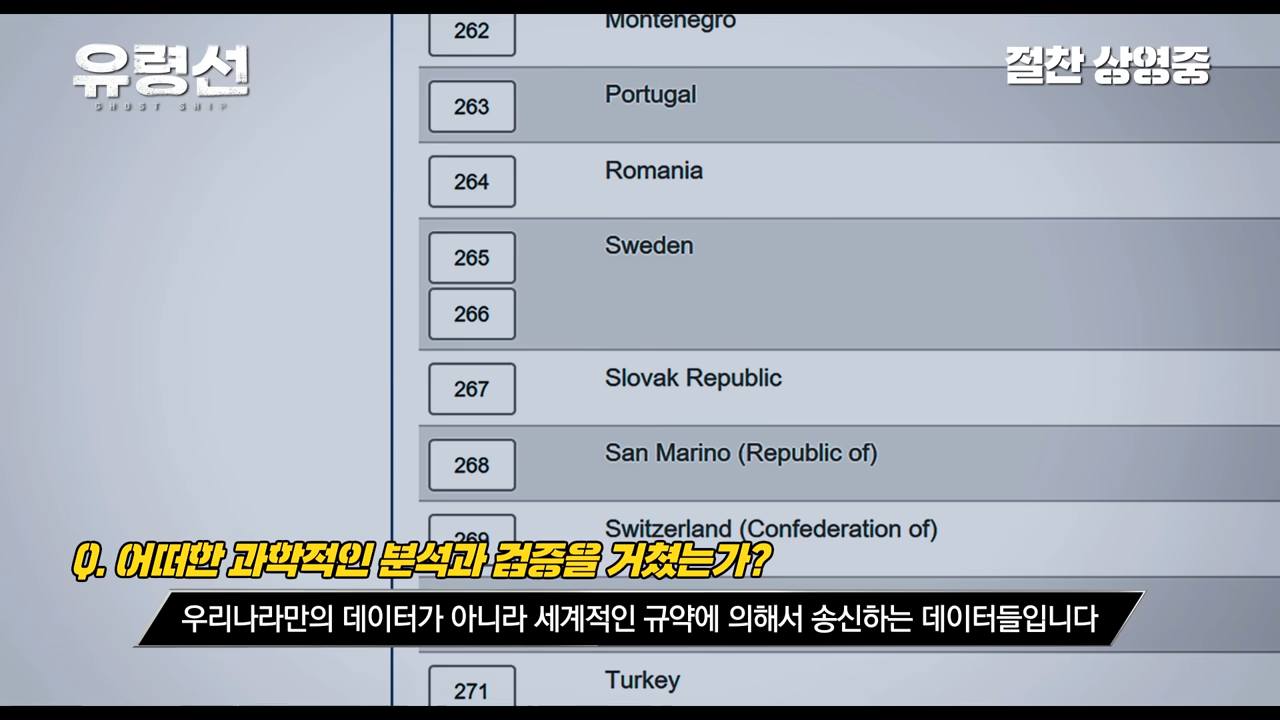 유령선
GHOST SHIP
절찬 상영중
262 Montenegro
263 Portugal
264 Romania
265 Sweden
266
267 Slovak Republic
268 San Marino (Republic of)
269 Switzerland (Confederation of)
Q. 어떠한 과학적인 분석과 검증을 거쳤는가?
우리나라만의 데이터가 아니라 세계적인 규약에 의해서 송신하는 데이터들입니다
271 Turkey